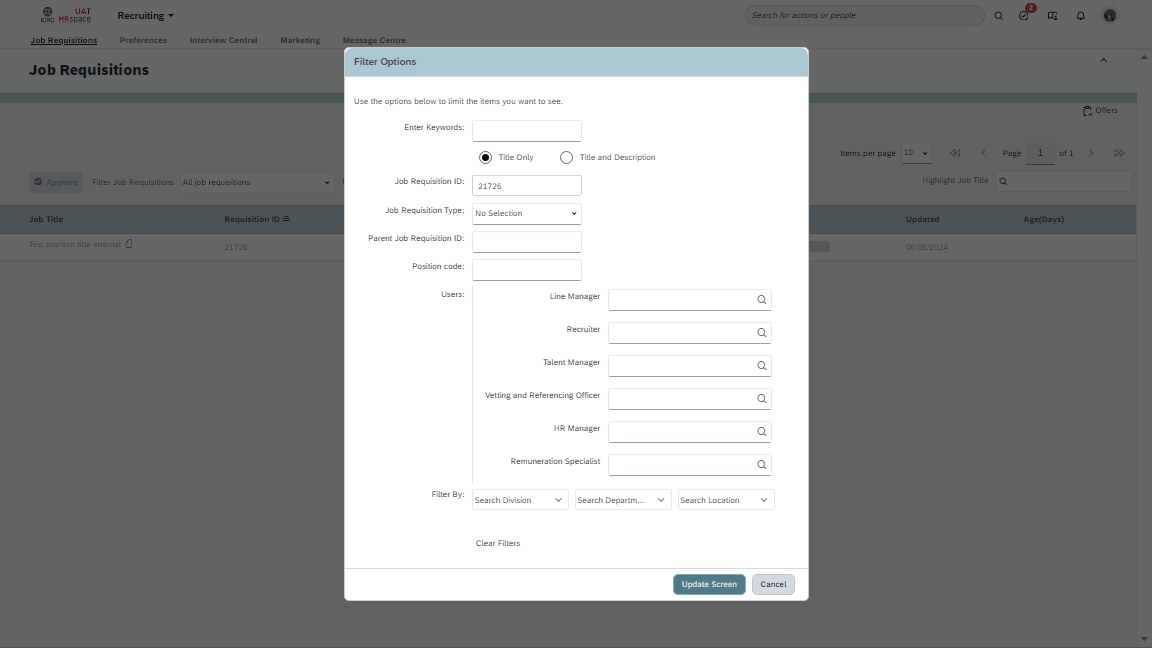 ICRC UAT HRspace
Recruiting
Search for actions or people
2
Job Requisitions Preferences Interview Central Marketing Message Centre
Job Requisitions
Offers
Items per page 10 Page 1 of 1
Approve Filter Job Requisitions All job requisitions Highlight Job Title
Job Title Requisition ID Updated Age(Days)
Test position title internal 21726 06/05/2024 -
Filter Options
Use the options below to limit the items you want to see.
Enter Keywords:
Title Only Title and Description
Job Requisition ID: 21726
Job Requisition Type: No Selection
Parent Job Requisition ID:
Position code:
Users:
Line Manager
Recruiter
Talent Manager
Vetting and Referencing Officer
HR Manager
Remuneration Specialist
Filter By: Search Division Search Departm... Search Location
Clear Filters
Update Screen Cancel